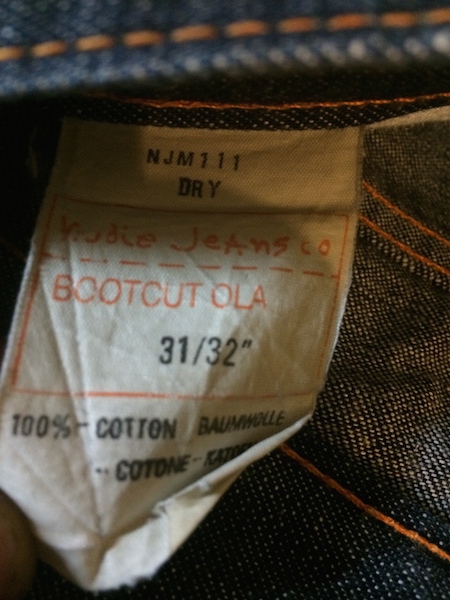 NJM111
DRY
Nudie Jeans co
BOOTCUT OLA
31/32"
100%- COTTON BAUMWOLLE
-- COTONE-